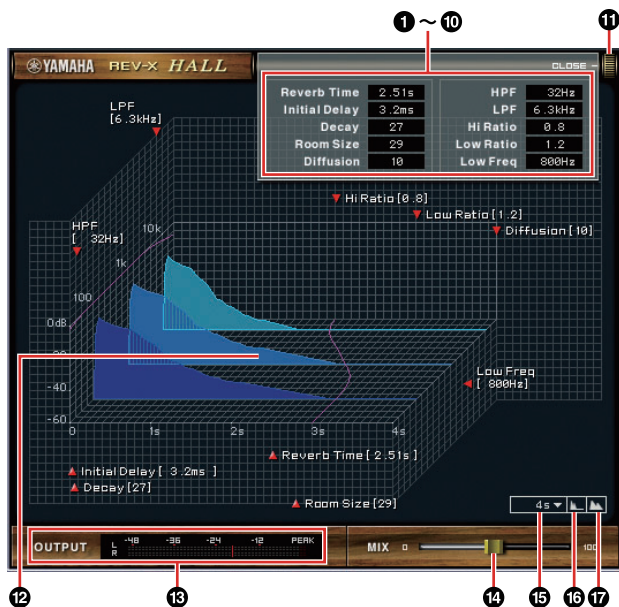 ❶～❿ ⓫
YAMAHA REV-X HALL
CLOSE –
Reverb Time 2.51s HPF 32Hz
Initial Delay 3.2ms LPF 6.3kHz
Decay 27 Hi Ratio 0.8
Room Size 29 Low Ratio 1.2
Diffusion 10 Low Freq 800Hz
LPF
[6.3kHz]
Hi Ratio[0.8]
Low Ratio[1.2]
Diffusion[10]
HPF
[ 32Hz]
10k
1k
100
0dB
-20
-40
-60
0 1s 2s 3s 4s
Low Freq
[ 800Hz]
Reverb Time[ 2.51s ]
Initial Delay[ 3.2ms ]
Decay[27]
Room Size[29]
4s
OUTPUT L R -48 -36 -24 -12 PEAK
MIX 0 100
⓬ ⓭ ⓮ ⓯ ⓰ ⓱